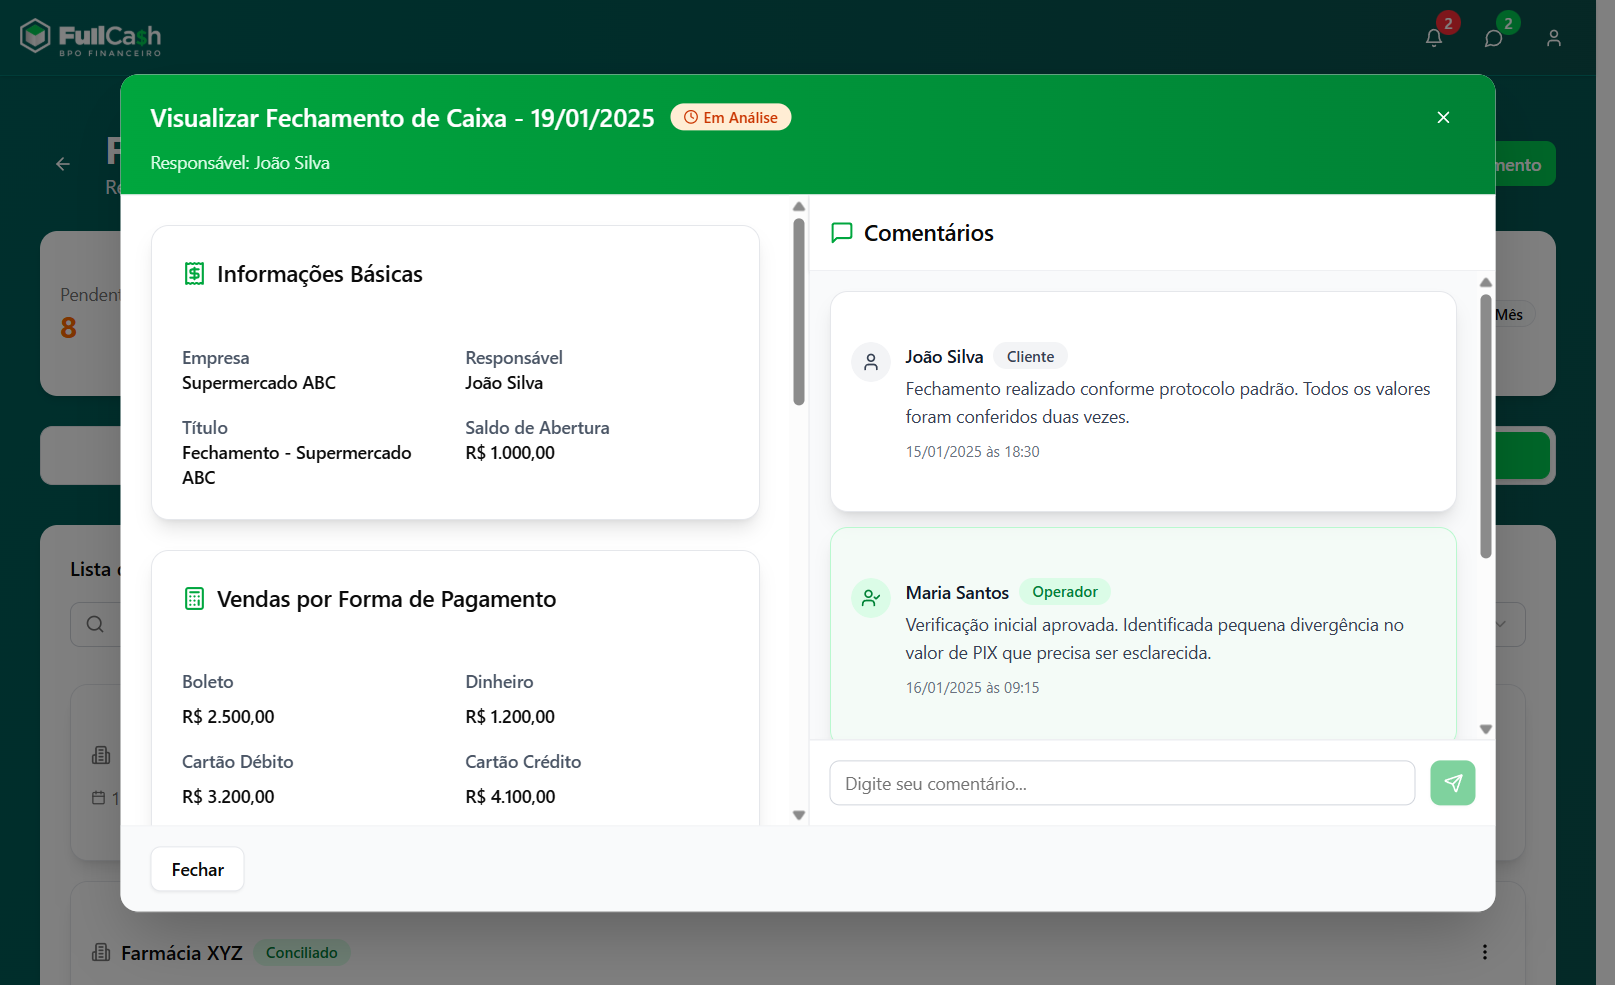 FullCa$h
BPO FINANCEIRO
2
2
Visualizar Fechamento de Caixa - 19/01/2025
Em Análise
Responsável: João Silva
Pendent
8
Mês
mento
Lista
Informações Básicas
Empresa
Responsável
Supermercado ABC
João Silva
Título
Saldo de Abertura
Fechamento - Supermercado
ABC
R$ 1.000,00
Vendas por Forma de Pagamento
Boleto
Dinheiro
R$ 2.500,00
R$ 1.200,00
Cartão Débito
Cartão Crédito
R$ 3.200,00
R$ 4.100,00
Comentários
João Silva
Cliente
Fechamento realizado conforme protocolo padrão. Todos os valores
foram conferidos duas vezes.
15/01/2025 às 18:30
Maria Santos
Operador
Verificação inicial aprovada. Identificada pequena divergência no
valor de PIX que precisa ser esclarecida.
16/01/2025 às 09:15
Digite seu comentário...
Fechar
Farmácia XYZ
Conciliado